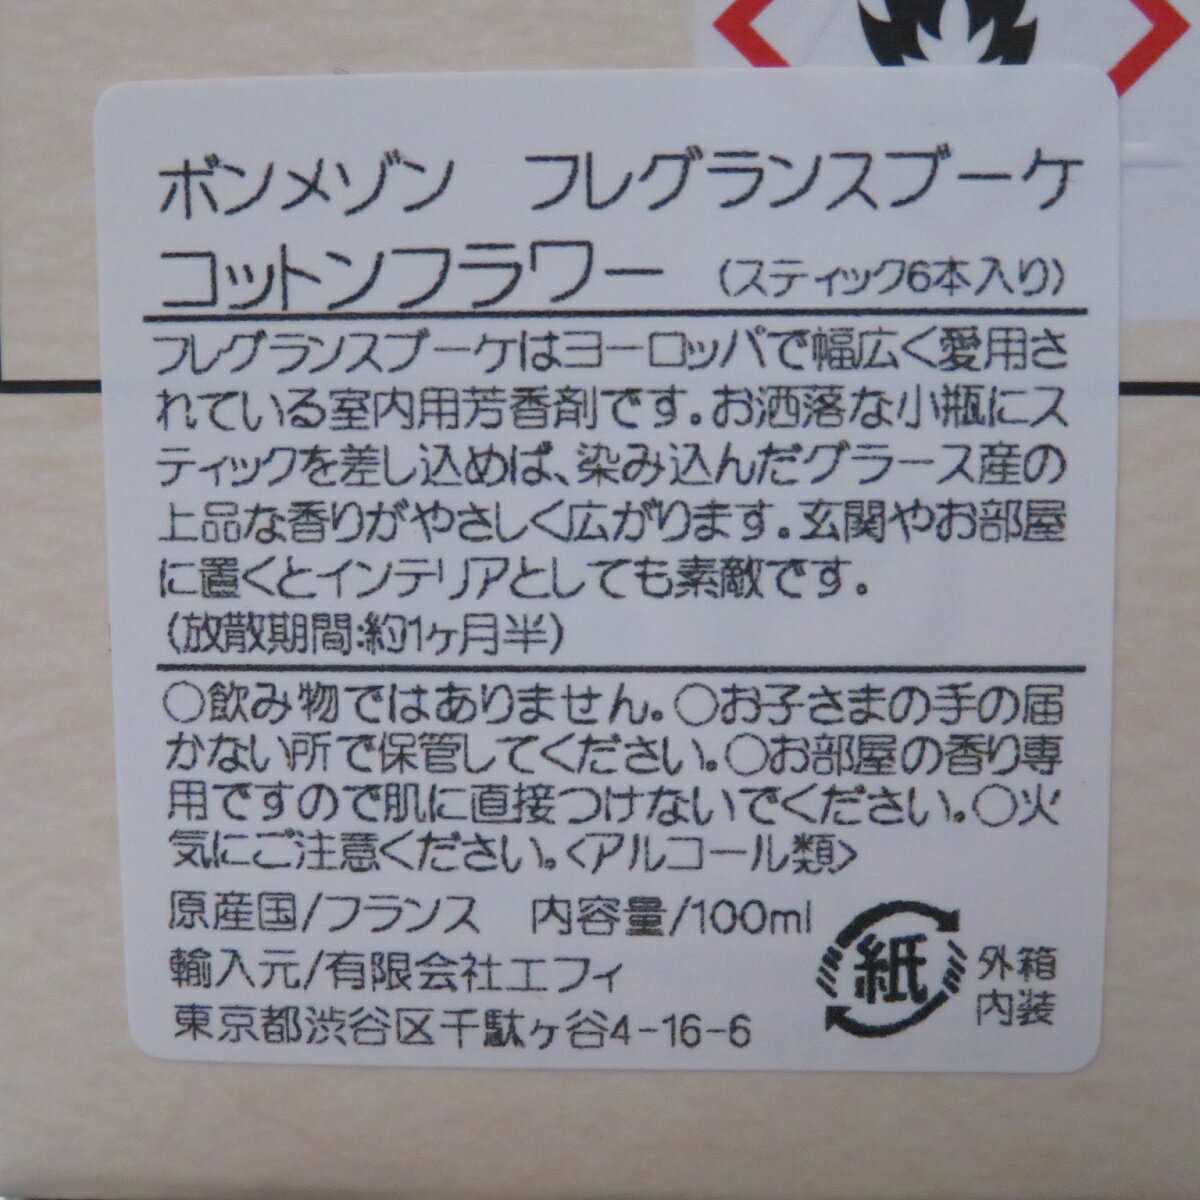 ボンメゾン フレグランスブーケ
コットンフラワー (スティック6本入り)
フレグランスブーケはヨーロッパで幅広く愛用さ
れている室内用芳香剤です。お洒落な小瓶にス
ティックを差し込めば、染み込んだグラース産の
上品な香りがやさしく広がります。玄関やお部屋
に置くとインテリアとしても素敵です。
(放散期間:約1ヶ月半)
○飲み物ではありません。○お子さまの手の届
かない所で保管してください。○お部屋の香り専
用ですので肌に直接つけないでください。○火
気にご注意ください。<アルコール類>
原産国/フランス 内容量/100ml
輸入元/有限会社エフィ
東京都渋谷区千駄ヶ谷4-16-6
紙
外箱
内装